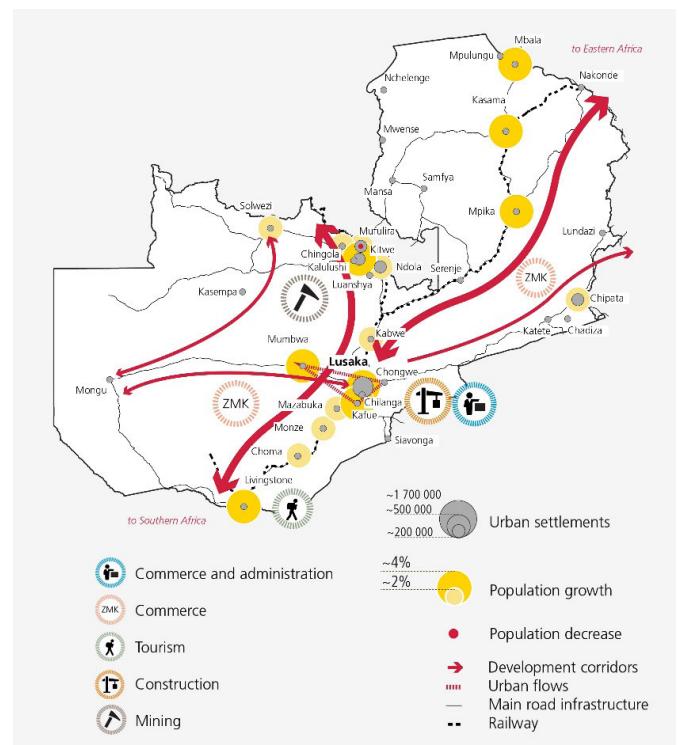 Mbala
Mpulungu
to Eastern Africa
Nchelenge
Nakonde
Kasama
Mwense
Mansa
Samfya
Solwezi
Mpika
Mufulira
Lundazi
Chingola
Kitwe
Kalulushi
Ndola
Serenje
ZMK
Luanshya
Kasempa
Chipata
Kabwe
Katete
Chadiza
Mumbwa
Lusaka
Chongwe
Mongu
ZMK
Mazabuka
Chilanga
Kafue
Monze
Siavonga
Choma
Livingstone
to Southern Africa
~1 700 000
~500 000
~200 000
Urban settlements
~4%
~2%
Population growth
Population decrease
Development corridors
Urban flows
Main road infrastructure
Railway
Commerce and administration
ZMK Commerce
Tourism
Construction
Mining